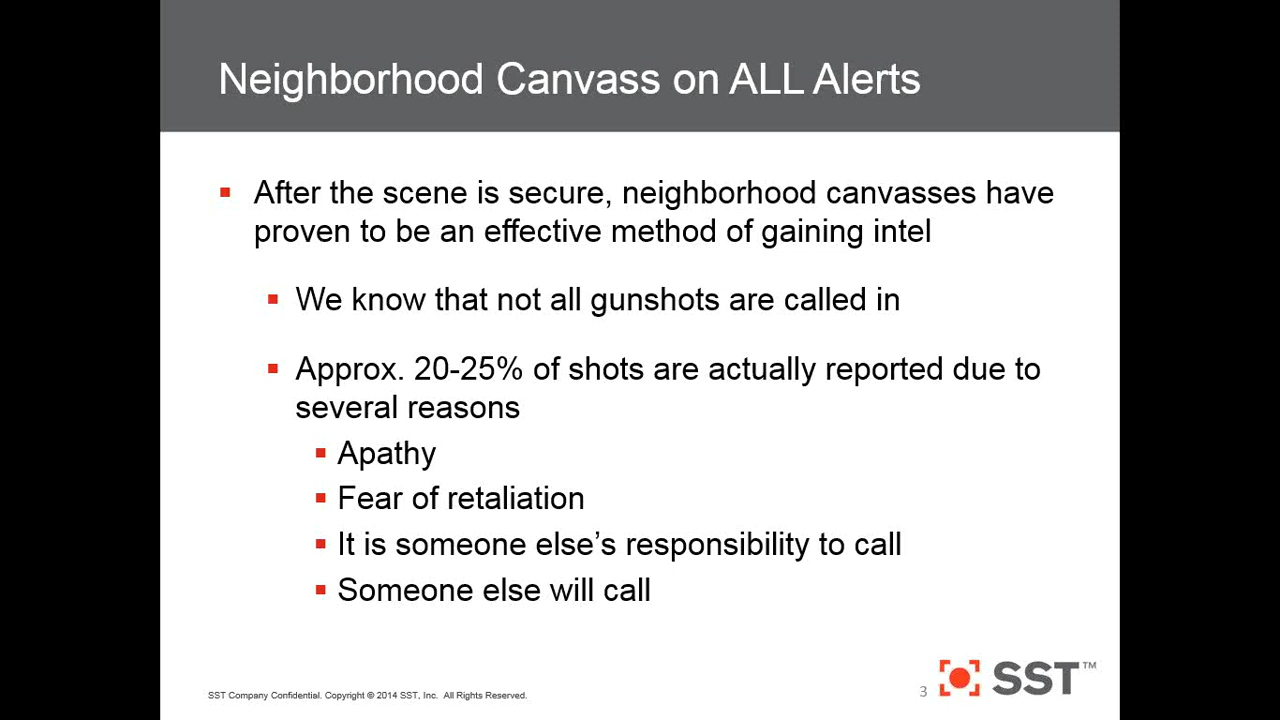 Neighborhood Canvass on ALL Alerts
After the scene is secure, neighborhood canvasses have
proven to be an effective method of gaining intel
We know that not all gunshots are called in
Approx. 20-25% of shots are actually reported due to
several reasons
Apathy
Fear of retaliation
It is someone else’s responsibility to call
Someone else will call
SST Company Confidential. Copyright © 2014 SST, Inc. All Rights Reserved.
3
SST™